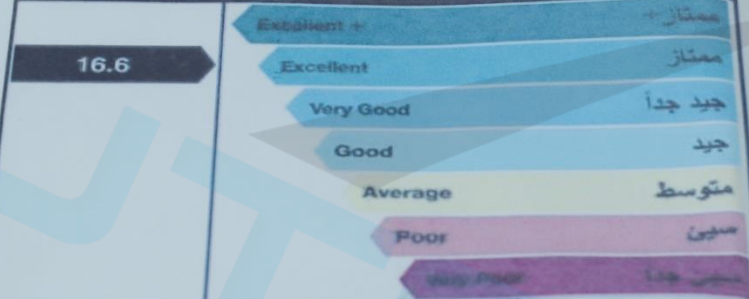 Excellent + ممتاز +
16.6 Excellent ممتاز
Very Good جيد جداً
Good جيد
Average متوسط
Poor سيئ
Very Poor سيئ جداً